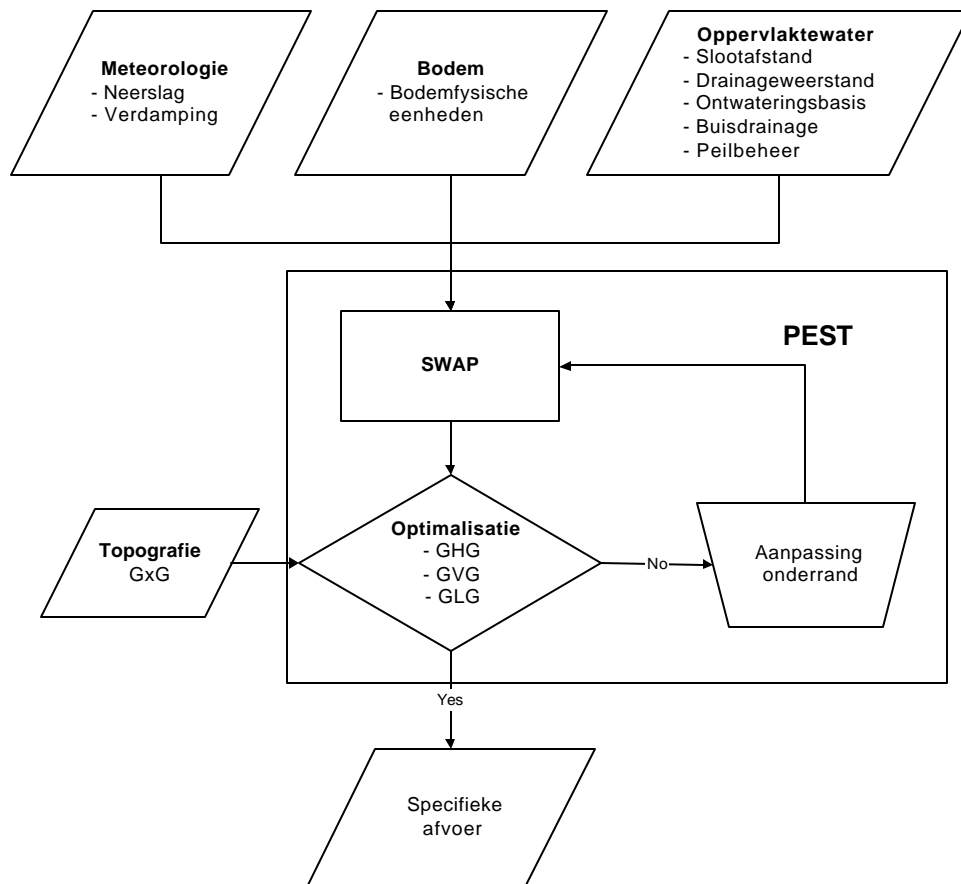 Meteorologie
- Neerslag
- Verdamping
Bodem
- Bodemfysische
eenheden
Oppervlaktewater
- Slootafstand
- Drainageweerstand
- Ontwateringsbasis
- Buisdrainage
- Peilbeheer
PEST
SWAP
Topografie
GxG
Optimalisatie
- GHG
- GVG
- GLG
No
Aanpassing
onderrand
Yes
Specifieke
afvoer